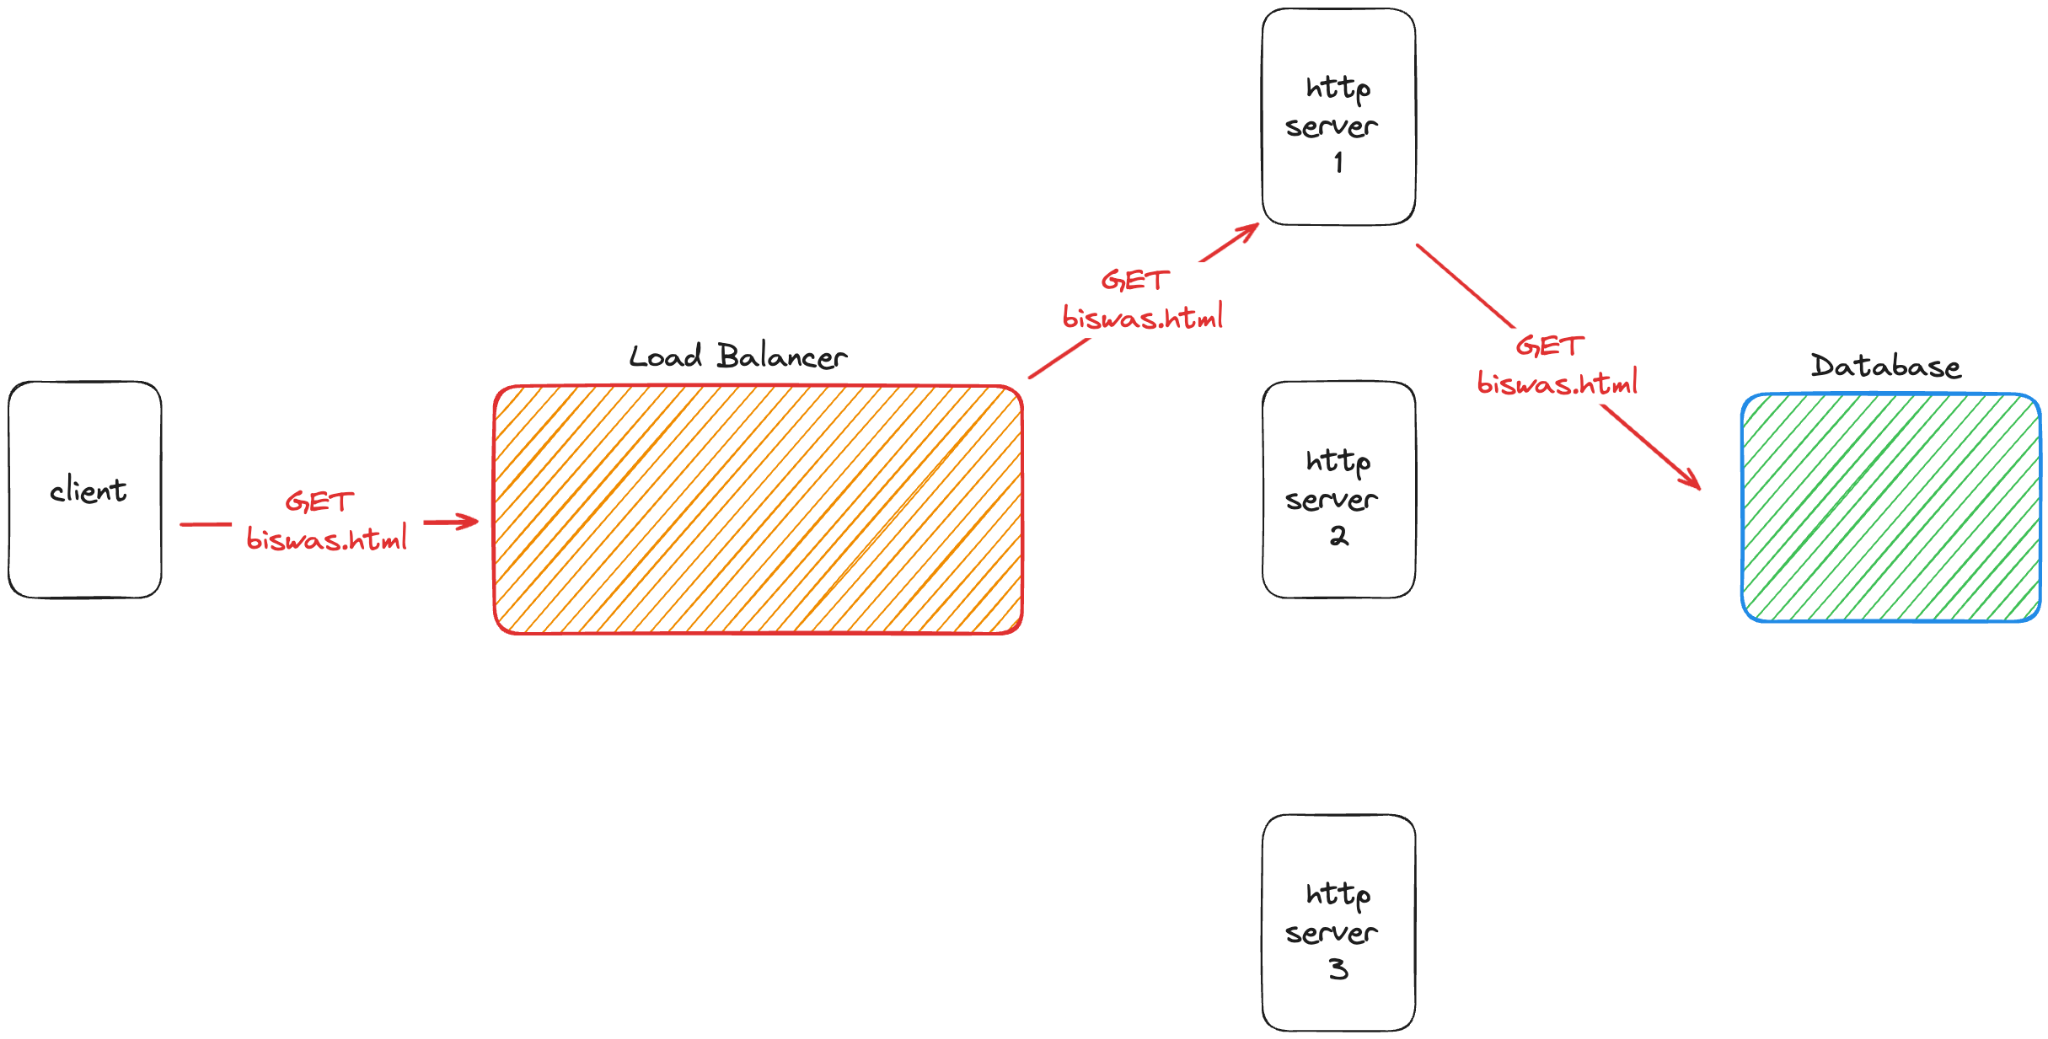 client
GET
biswas.html
Load Balancer
GET
biswas.html
http
server
1
http
server
2
http
server
3
GET
biswas.html
Database